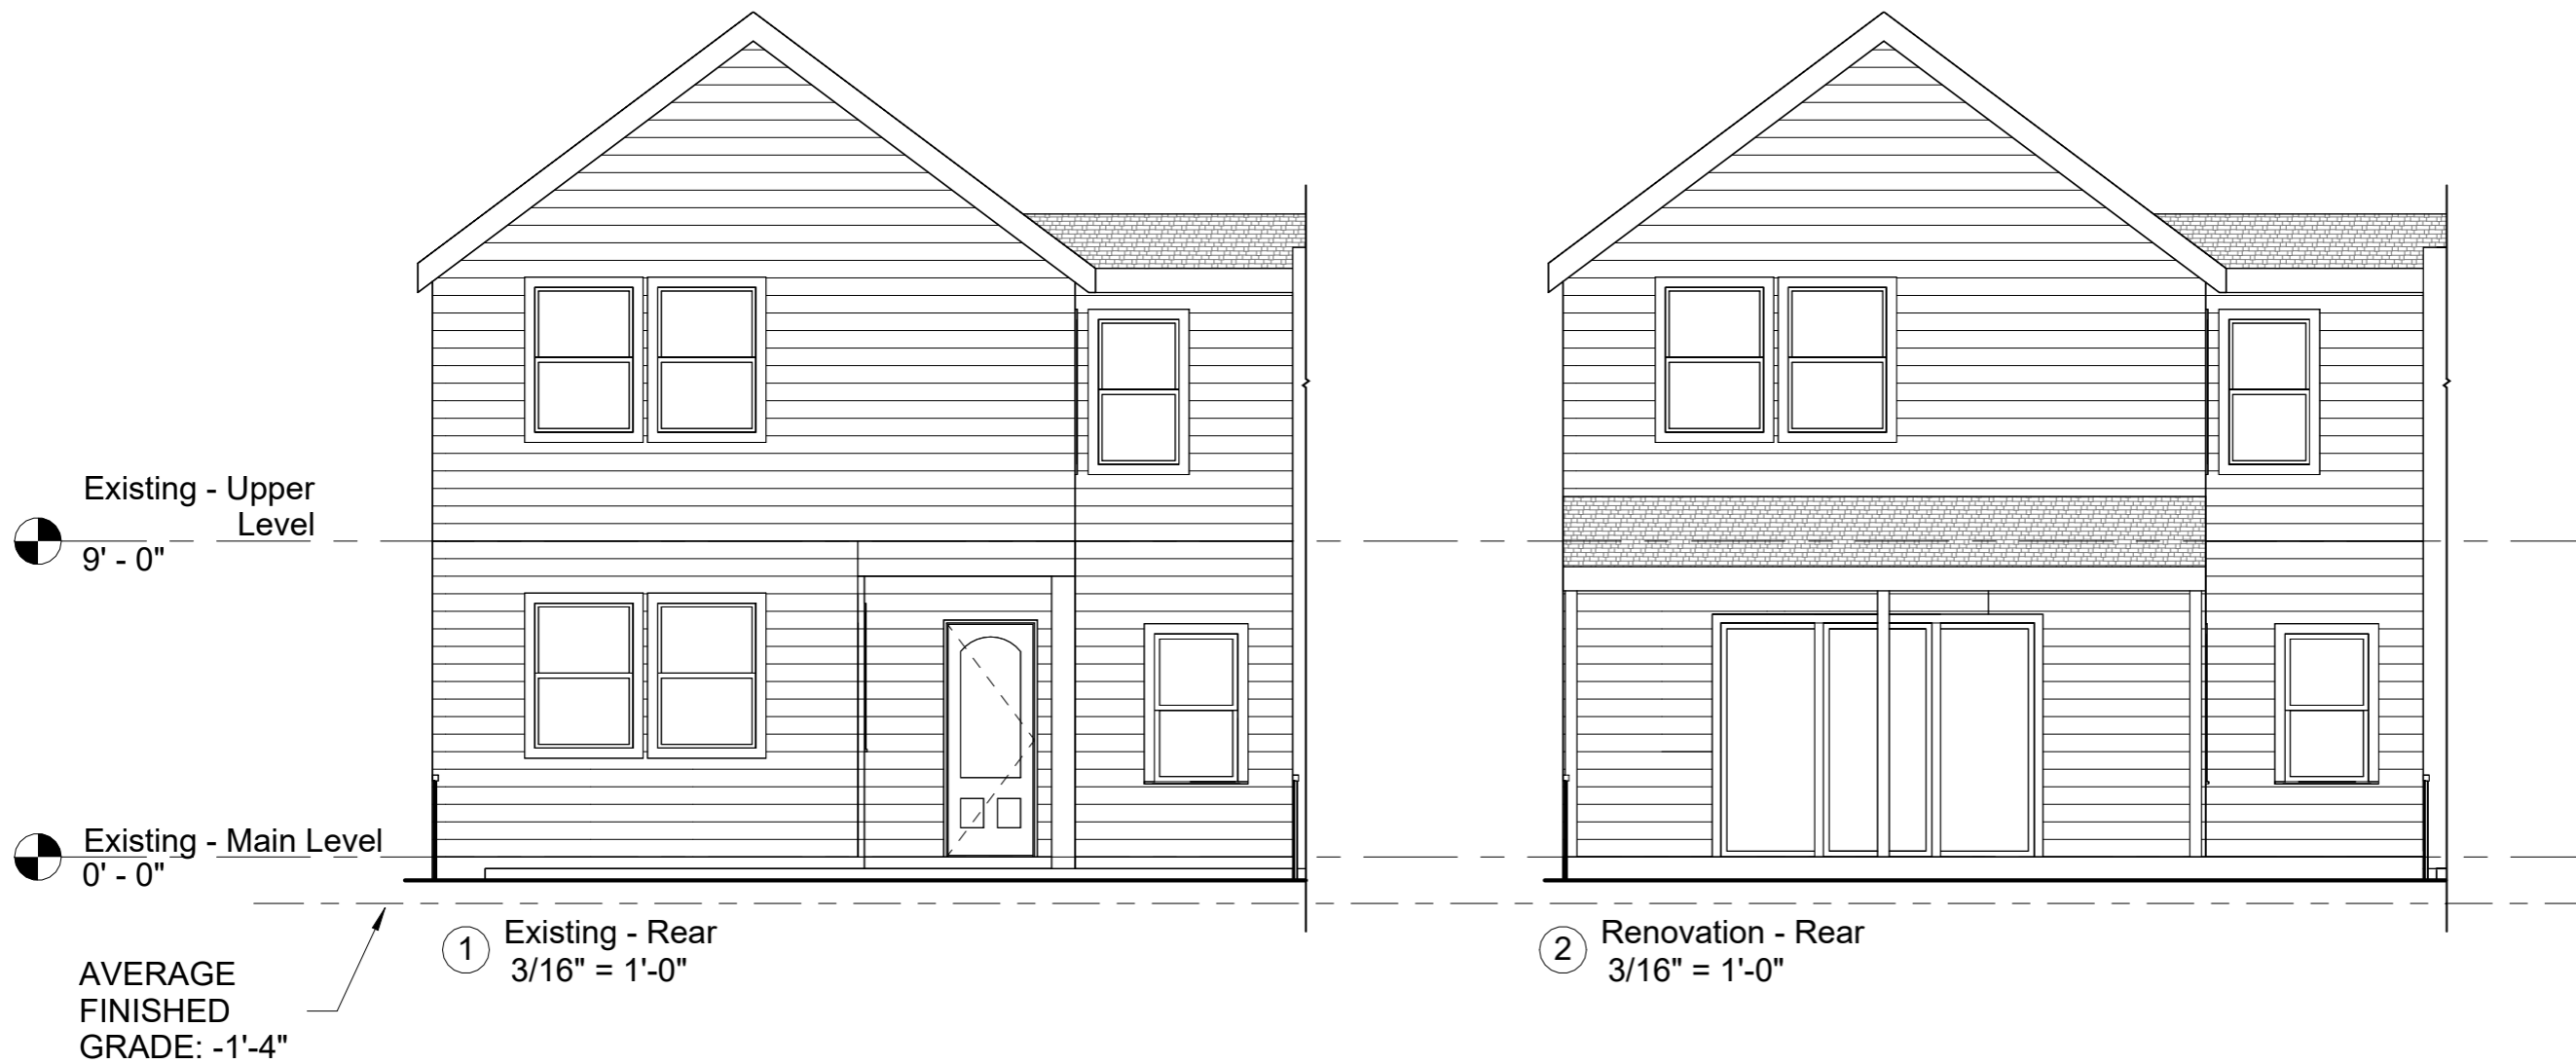 Existing - Upper
Level
9' - 0"
Existing - Main Level
0' - 0"
AVERAGE
FINISHED
GRADE: -1'-4"
1
Existing - Rear
3/16" = 1'-0"
2
Renovation - Rear
3/16" = 1'-0"